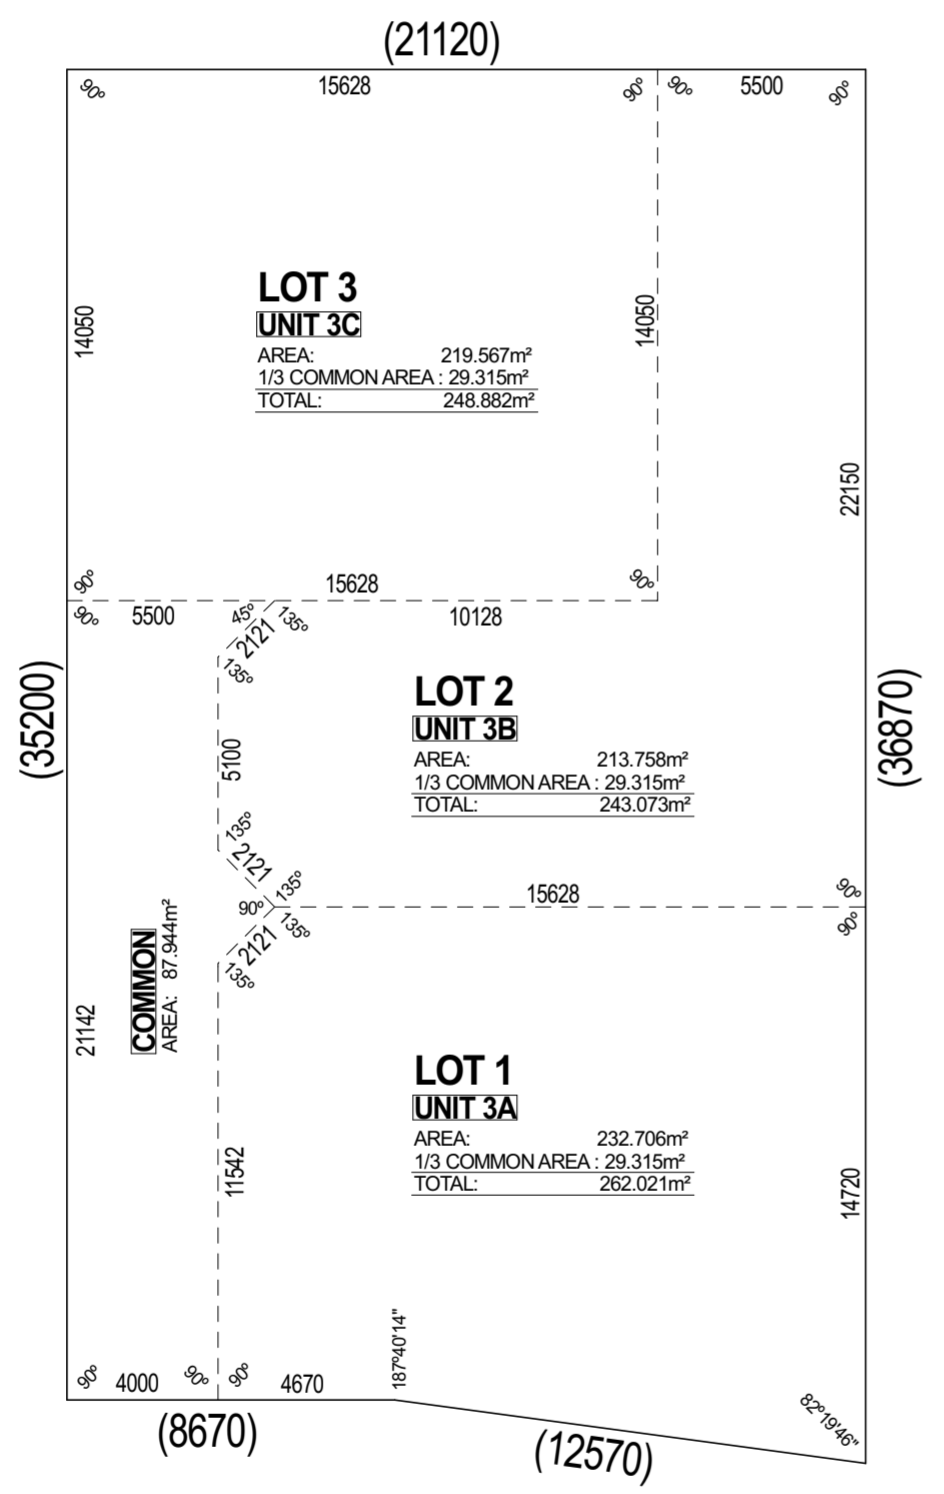 (21120)
90° 15628 90° 90° 5500 90°
LOT 3
UNIT 3C
14050
14050
AREA: 219.567m²
1/3 COMMON AREA : 29.315m²
TOTAL: 248.882m²
22150
90° 15628 90°
90° 5500 45° 135° 10128
2121
135°
(35200)
(36870)
LOT 2
UNIT 3B
5100
AREA: 213.758m²
1/3 COMMON AREA : 29.315m²
TOTAL: 243.073m²
135°
2121
135° 15628 90°
90° 135° 90°
2121
135°
COMMON
AREA: 87.944m²
21142
LOT 1
UNIT 3A
11542
AREA: 232.706m²
1/3 COMMON AREA : 29.315m²
TOTAL: 262.021m²
14720
187°40'14"
90° 4000 90° 90° 4670
82°19'46"
(8670)
(12570)